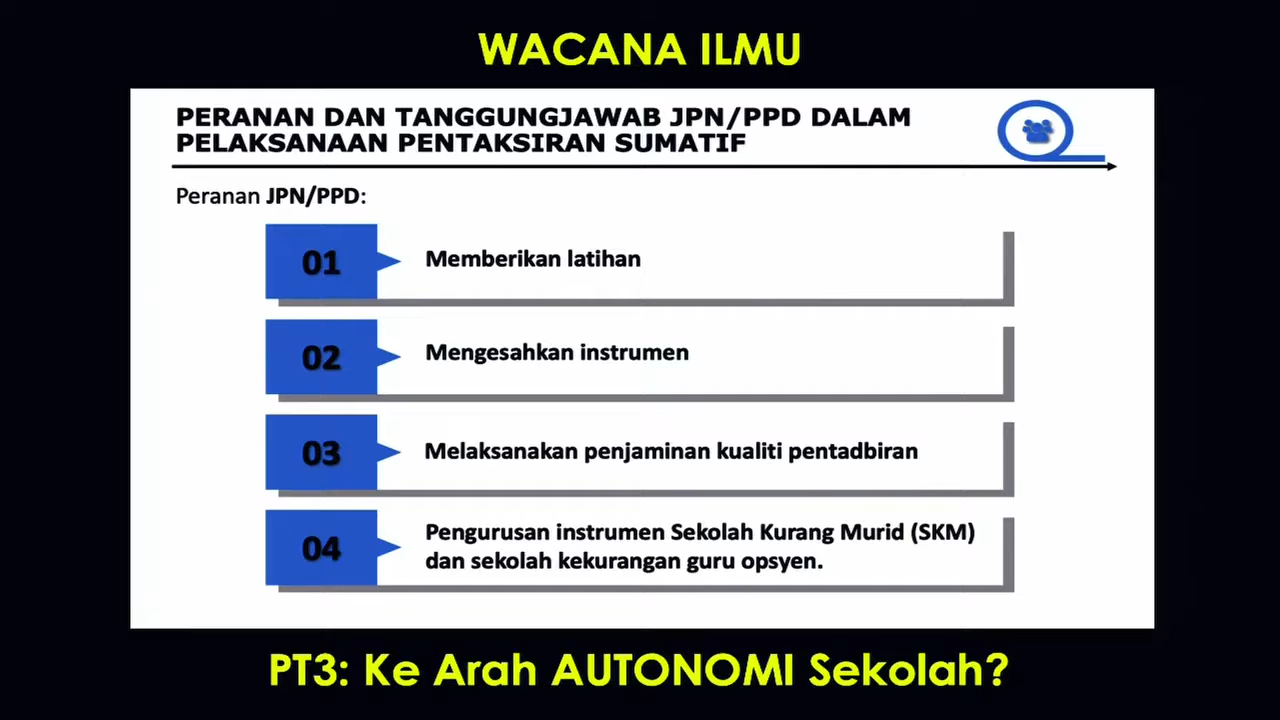 WACANA ILMU
PERANAN DAN TANGGUNGJAWAB JPN/PPD DALAM
PELAKSANAAN PENTAKSIRAN SUMATIF
Peranan JPN/PPD:
01
Memberikan latihan
02
Mengesahkan instrumen
03
Melaksanakan penjaminan kualiti pentadbiran
04
Pengurusan instrumen Sekolah Kurang Murid (SKM)
dan sekolah kekurangan guru opsyen.
PT3: Ke Arah AUTONOMI Sekolah?